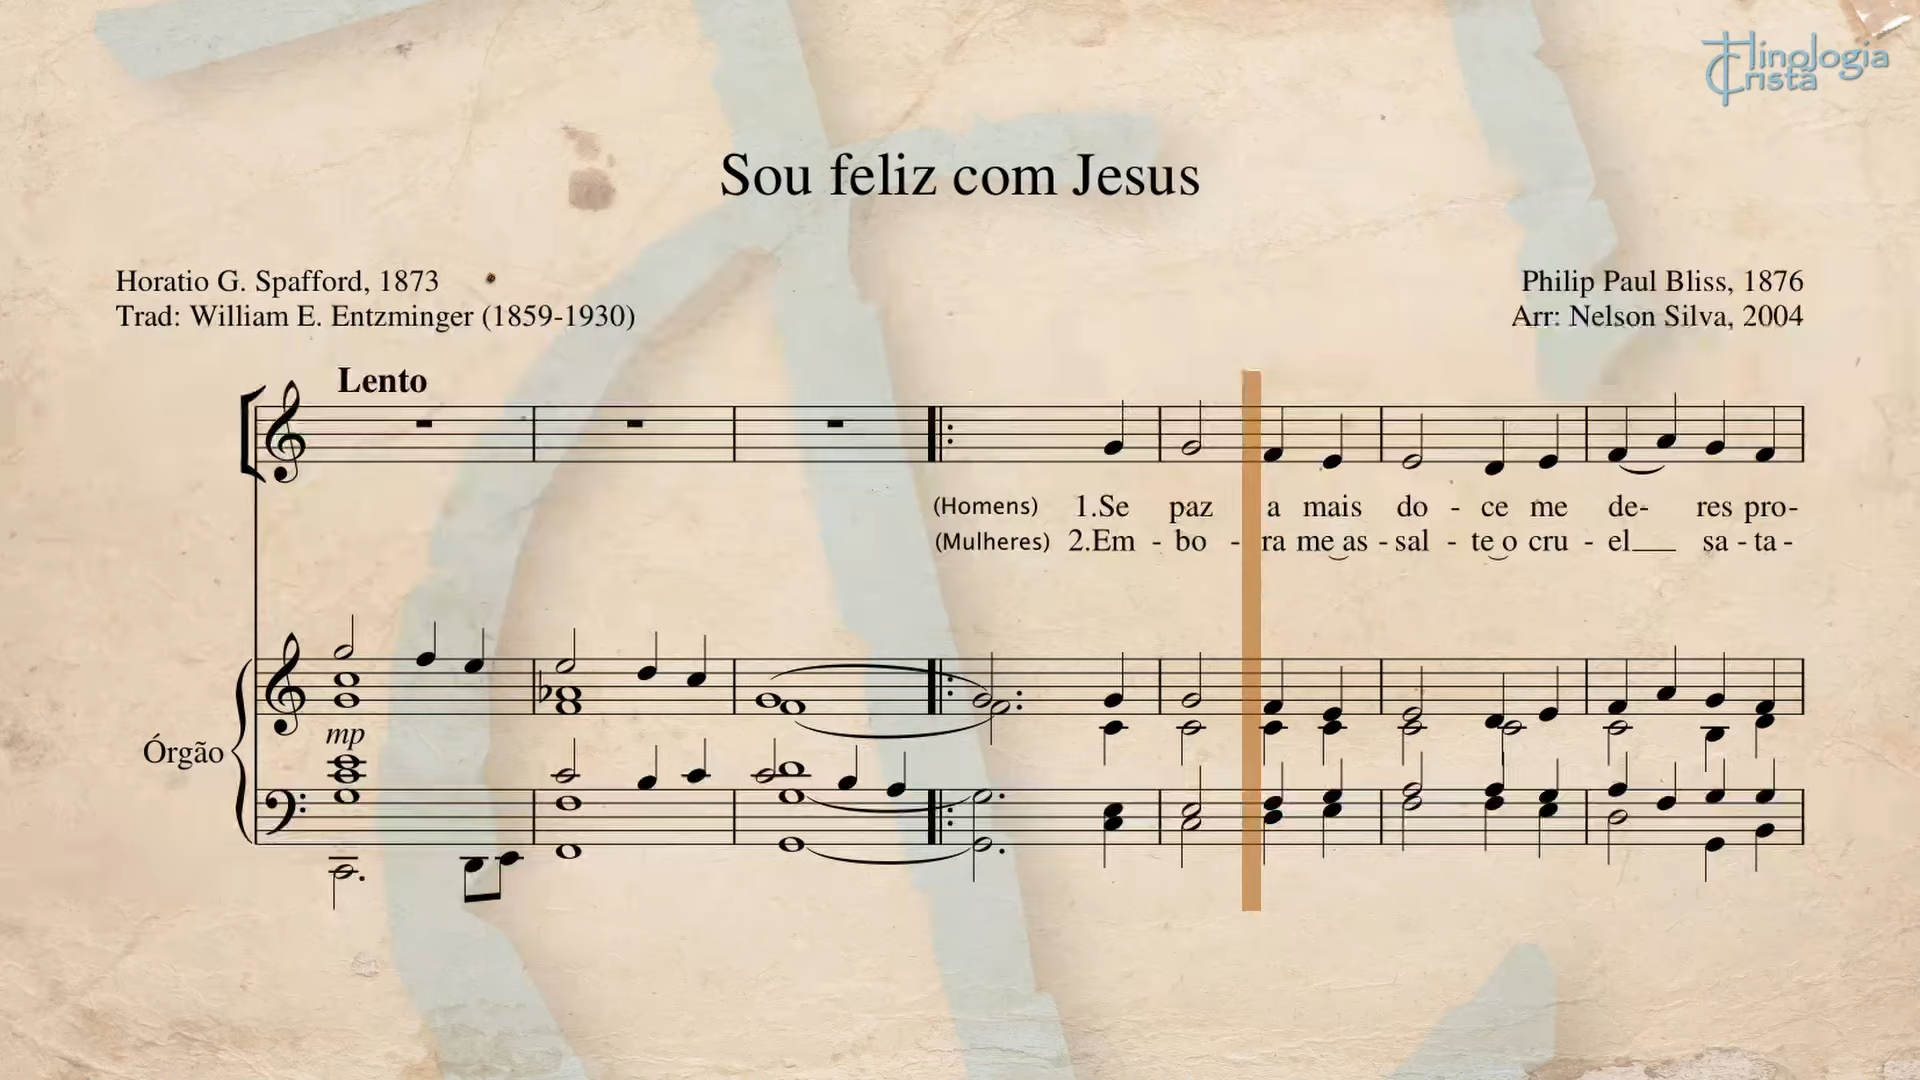 Hinologia
Cristã
Sou feliz com Jesus
Horatio G. Spafford, 1873
Trad: William E. Entzminger (1859-1930)
Philip Paul Bliss, 1876
Arr: Nelson Silva, 2004
Lento
(Homens) 1.Se paz a mais do - ce me de- res pro-
(Mulheres) 2.Em - bo - ra me as - sal - te o cru - el sa - ta -
Órgão
mp